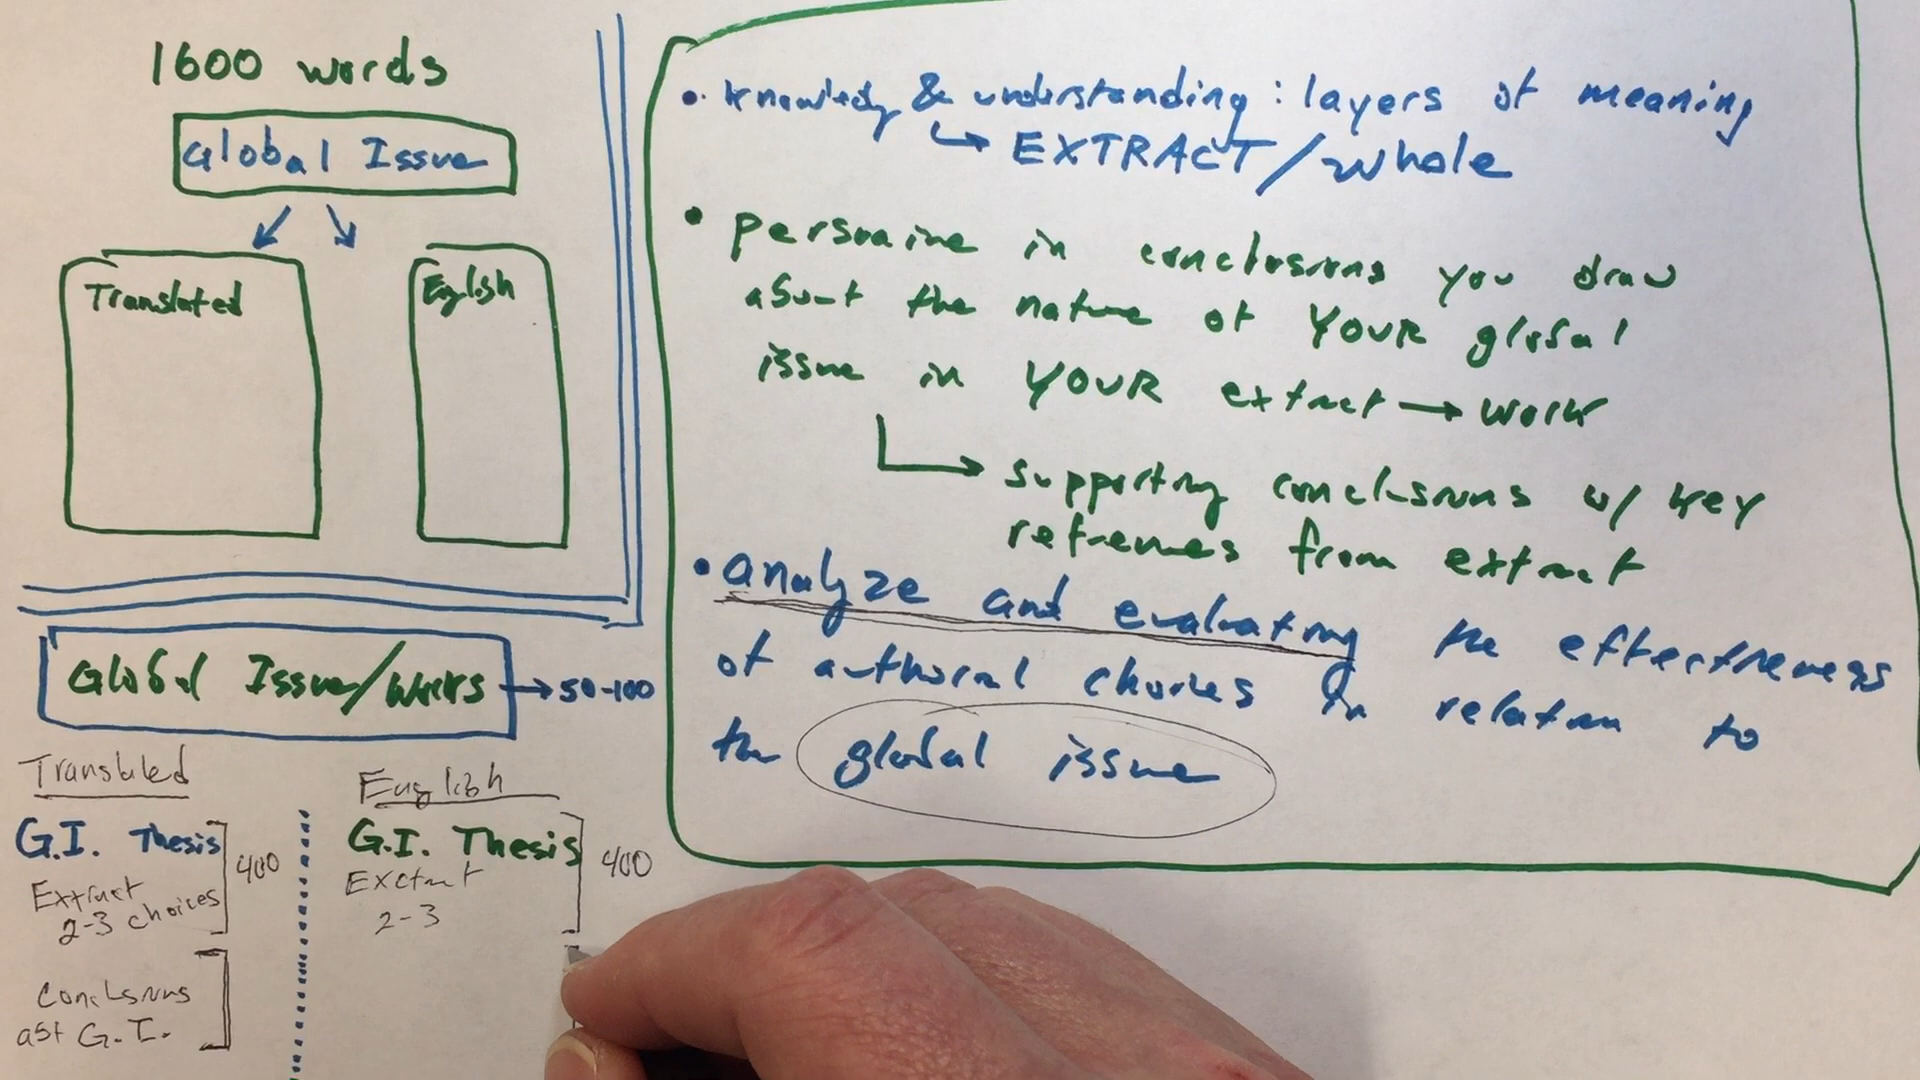 1600 words
Global Issue
Translated
English
Global Issue/works → 50-100
Translated
G.I. Thesis
400
Extract
2-3 choices
Conclusions
abt G.I.
English
G.I. Thesis
400
Extract
2-3
• knowledge & understanding : layers of meaning
↳ EXTRACT/whole
• persuasive in conclusions you draw
about the nature of YOUR global
issue in YOUR extract → work
supporting conclusions w/ key
references from extract
• analyze and evaluating the effectiveness
of authorial choices in relation to
the global issue